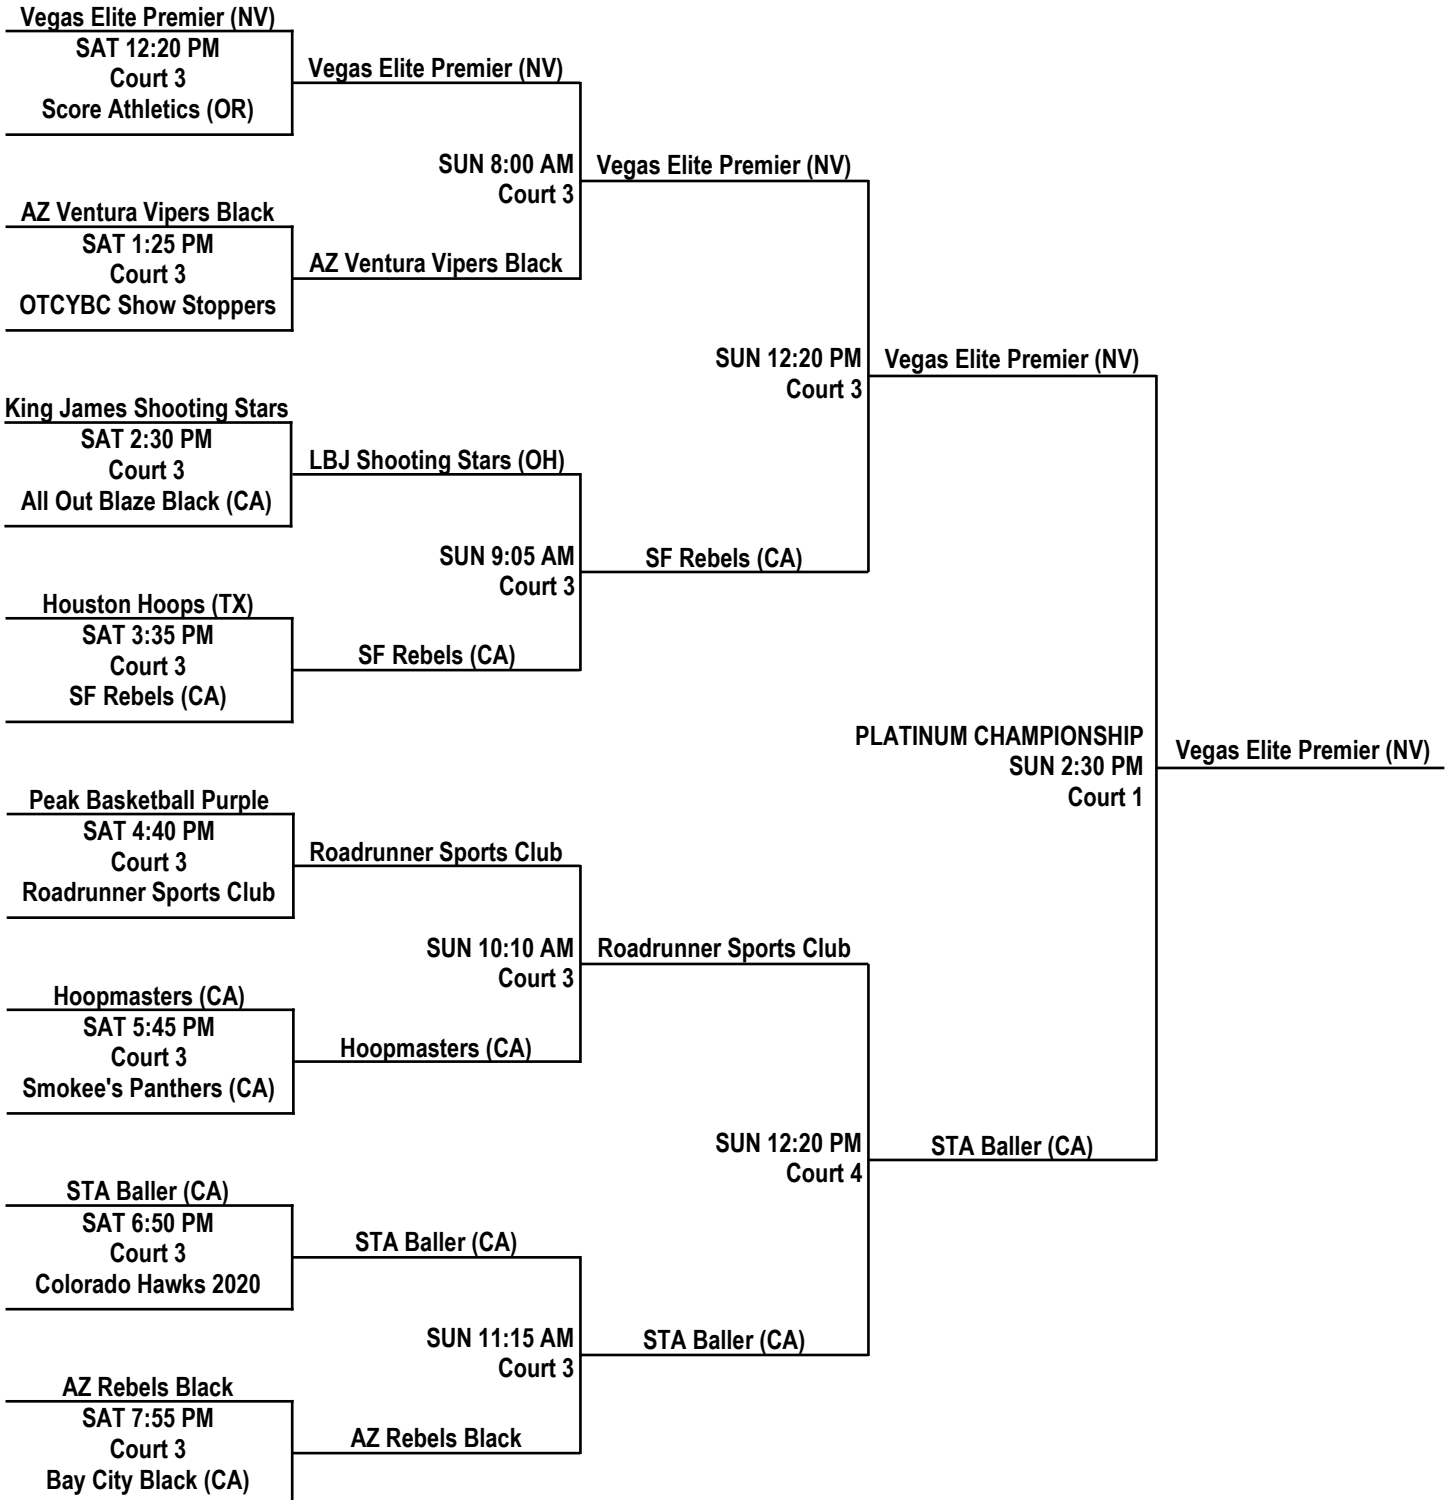 Vegas Elite Premier (NV)
SAT 12:20 PM
Court 3
Score Athletics (OR)
AZ Ventura Vipers Black
SAT 1:25 PM
Court 3
OTCYBC Show Stoppers
King James Shooting Stars
SAT 2:30 PM
Court 3
All Out Blaze Black (CA)
Houston Hoops (TX)
SAT 3:35 PM
Court 3
SF Rebels (CA)
Peak Basketball Purple
SAT 4:40 PM
Court 3
Roadrunner Sports Club
Hoopmasters (CA)
SAT 5:45 PM
Court 3
Smokee's Panthers (CA)
STA Baller (CA)
SAT 6:50 PM
Court 3
Colorado Hawks 2020
AZ Rebels Black
SAT 7:55 PM
Court 3
Bay City Black (CA)
Vegas Elite Premier (NV)
SUN 8:00 AM
Court 3
AZ Ventura Vipers Black
LBJ Shooting Stars (OH)
SUN 9:05 AM
Court 3
SF Rebels (CA)
Roadrunner Sports Club
SUN 10:10 AM
Court 3
Hoopmasters (CA)
STA Baller (CA)
SUN 11:15 AM
Court 3
AZ Rebels Black
Vegas Elite Premier (NV)
SUN 12:20 PM
Court 3
SF Rebels (CA)
Roadrunner Sports Club
SUN 12:20 PM
Court 4
STA Baller (CA)
Vegas Elite Premier (NV)
PLATINUM CHAMPIONSHIP
SUN 2:30 PM
Court 1
STA Baller (CA)
Vegas Elite Premier (NV)